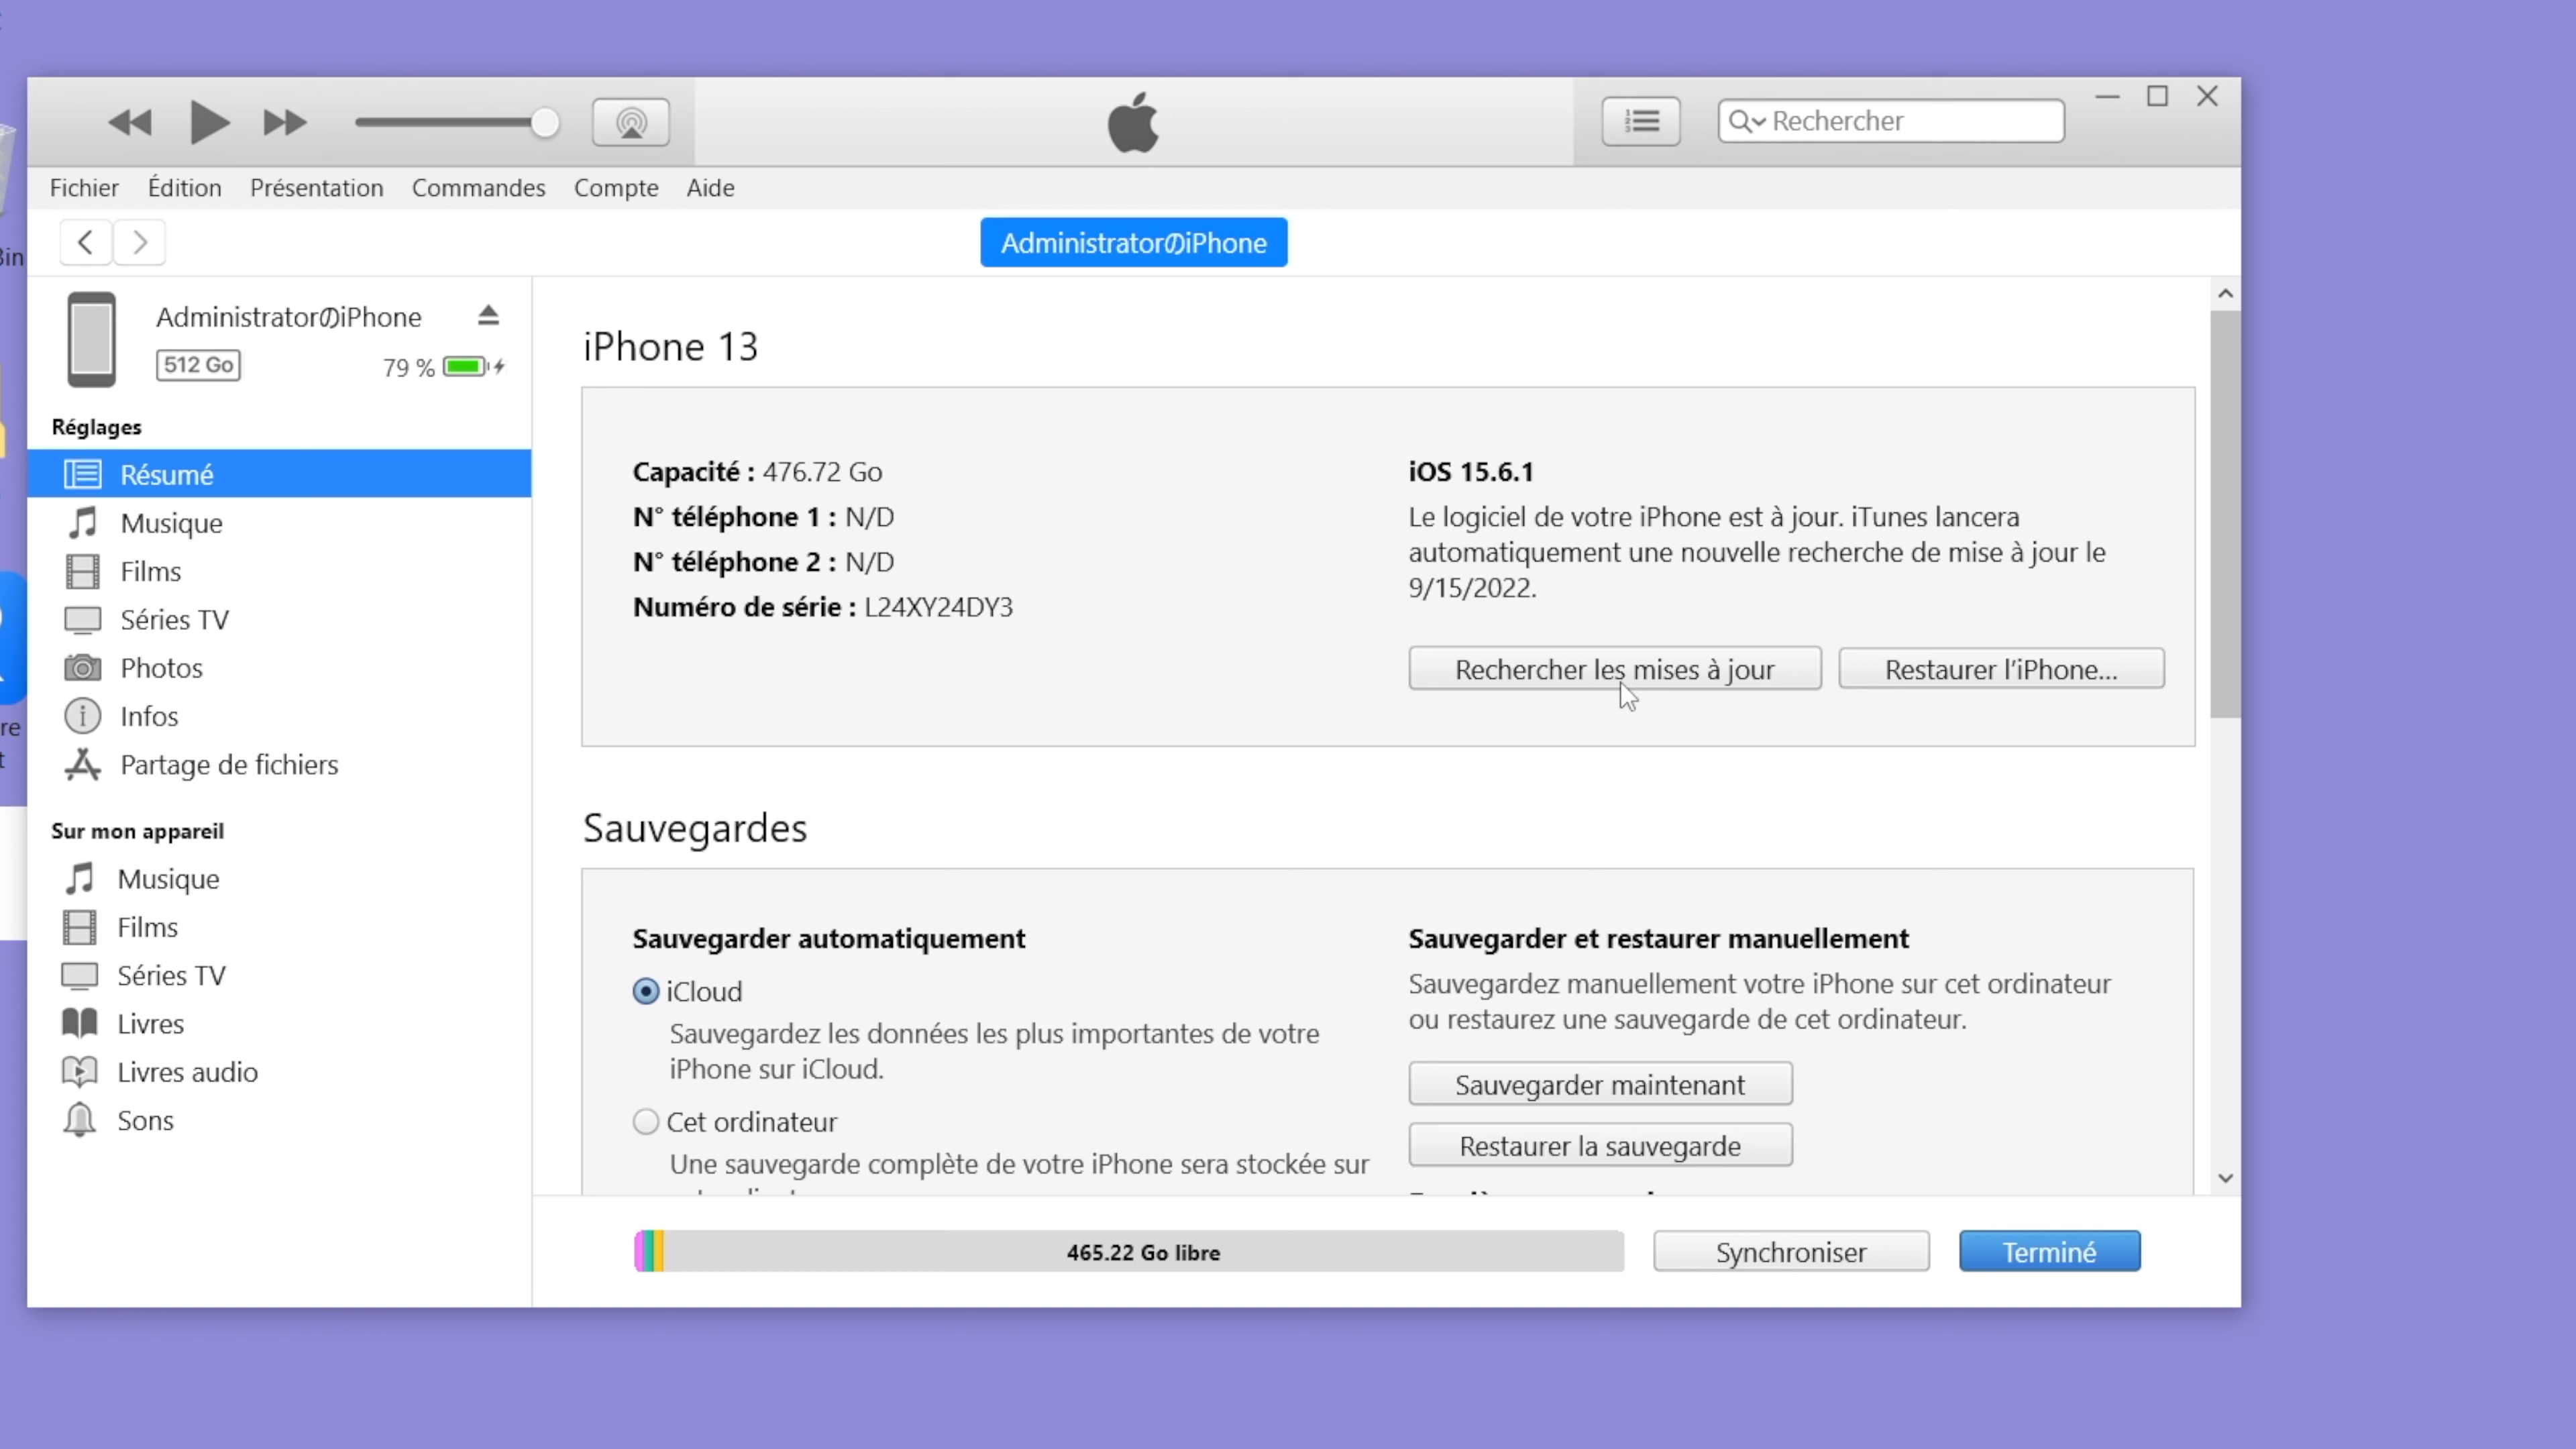 Rechercher
Fichier Édition Présentation Commandes Compte Aide
AdministratorのiPhone
AdministratorのiPhone
512 Go 79 %
Réglages
Résumé
Musique
Films
Séries TV
Photos
Infos
Partage de fichiers
Sur mon appareil
Musique
Films
Séries TV
Livres
Livres audio
Sons
iPhone 13
Capacité : 476.72 Go
N° téléphone 1 : N/D
N° téléphone 2 : N/D
Numéro de série : L24XY24DY3
iOS 15.6.1
Le logiciel de votre iPhone est à jour. iTunes lancera
automatiquement une nouvelle recherche de mise à jour le
9/15/2022.
Rechercher les mises à jour Restaurer l'iPhone...
Sauvegardes
Sauvegarder automatiquement
iCloud
Sauvegardez les données les plus importantes de votre
iPhone sur iCloud.
Cet ordinateur
Une sauvegarde complète de votre iPhone sera stockée sur
Sauvegarder et restaurer manuellement
Sauvegardez manuellement votre iPhone sur cet ordinateur
ou restaurez une sauvegarde de cet ordinateur.
Sauvegarder maintenant
Restaurer la sauvegarde
465.22 Go libre Synchroniser Terminé